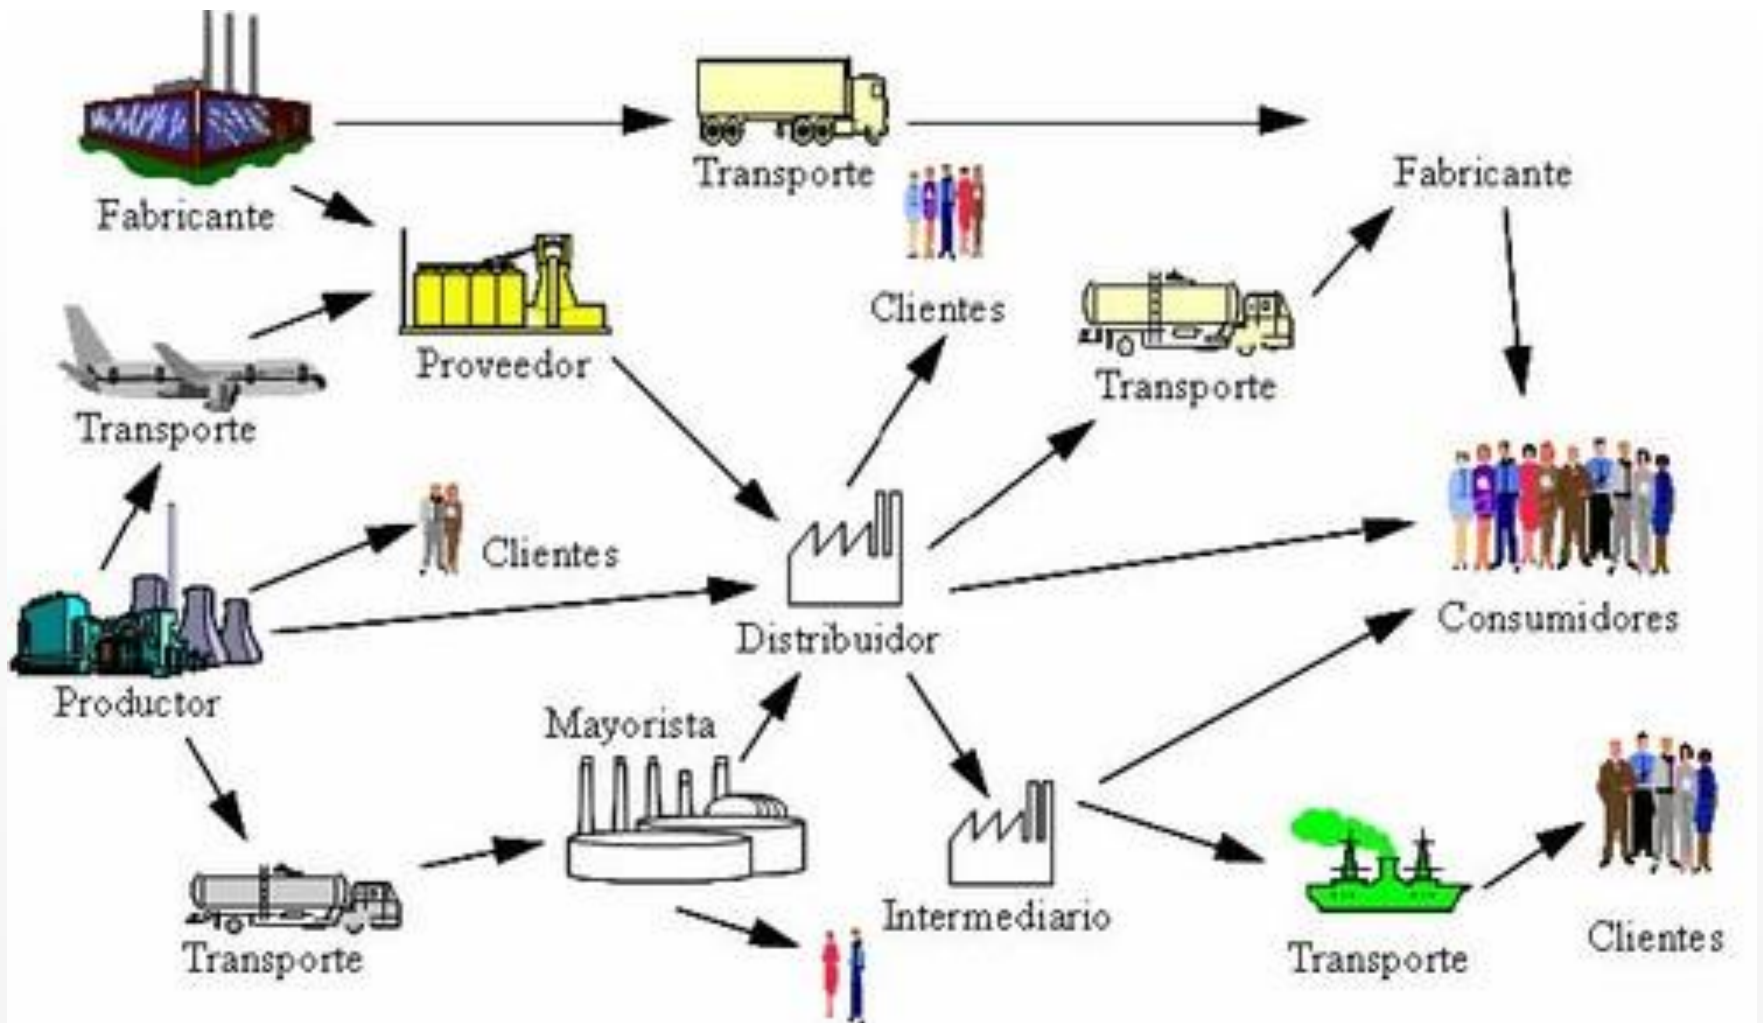 Transporte
Fabricante
Fabricante
Clientes
Proveedor
Transporte
Transporte
Clientes
Consumidores
Distribuidor
Productor
Mayorista
Intermediario
Clientes
Transporte
Transporte